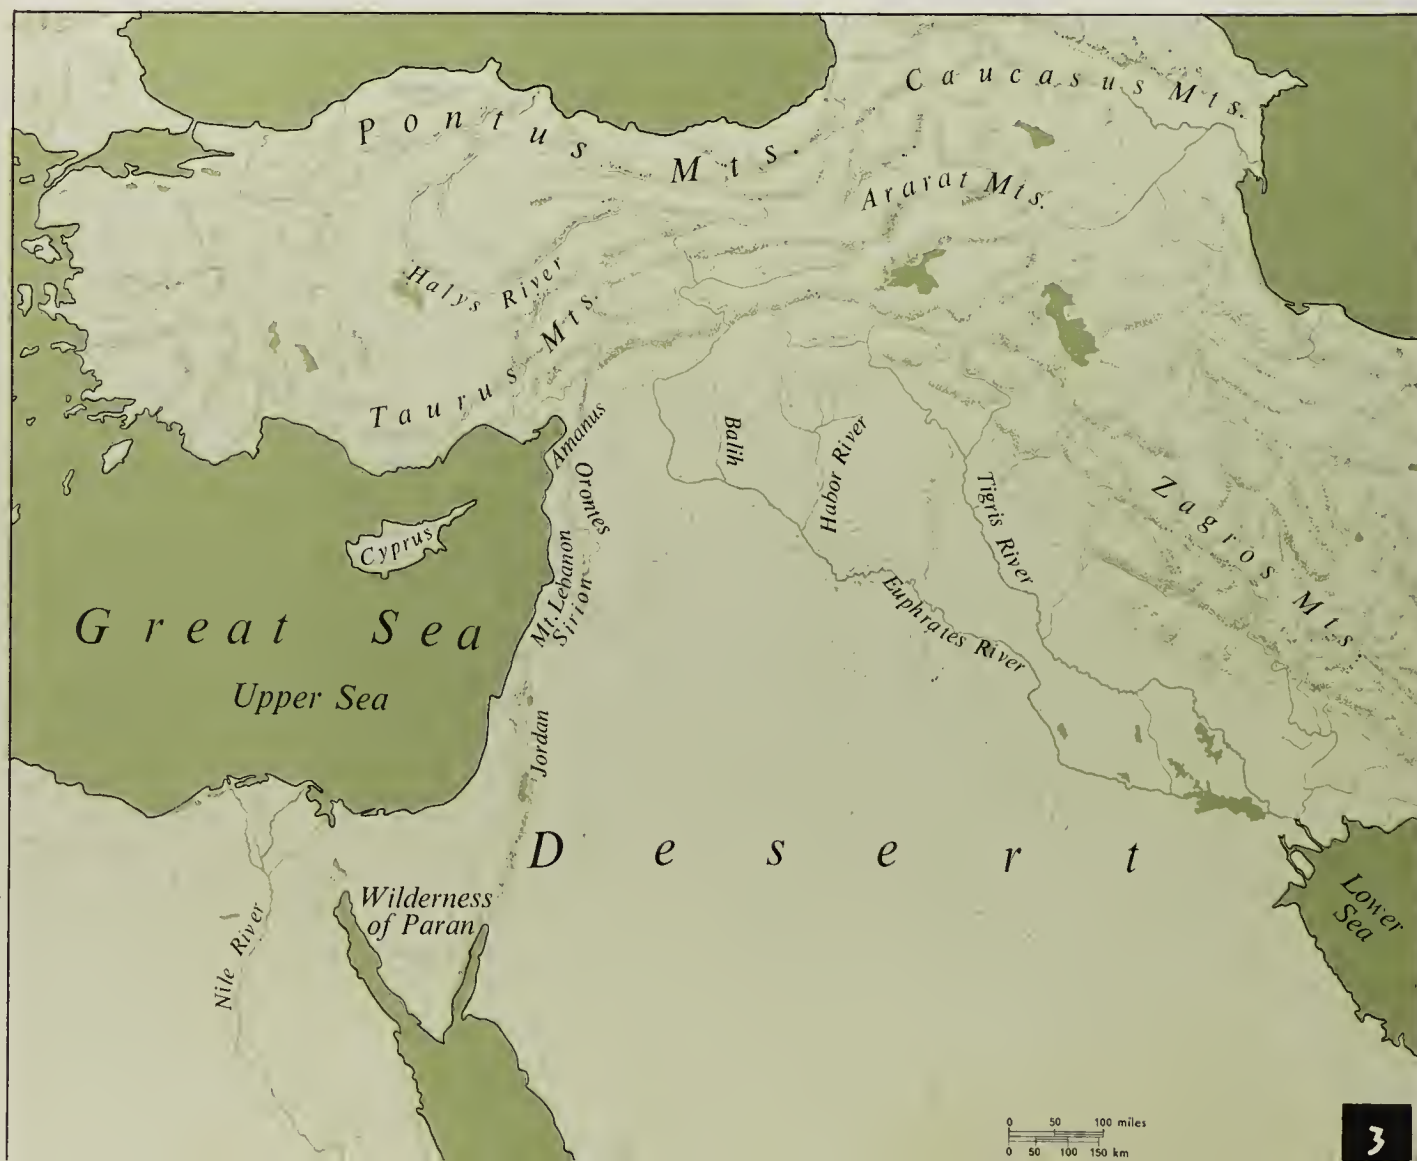 Caucasus Mts.
Pontus Mts.
Ararat Mts.
Halys River
Taurus Mts.
Amanus
Orontes
Balih
Habor River
Tigris River
Zagros Mts.
Cyprus
Mt. Lebanon
Sirion
Euphrates River
Great Sea
Upper Sea
Jordan
Desert
Wilderness
of Paran
Nile River
Lower
Sea
0 50 100 miles
0 50 100 150 km
3